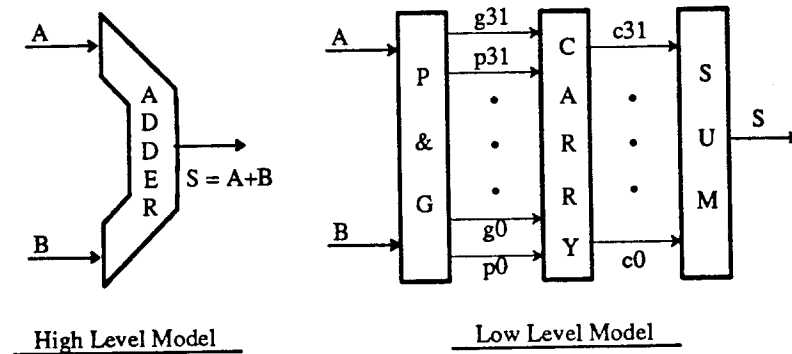 A
B
ADDER
S = A+B
High Level Model
A
B
P & G
g31
p31
g0
p0
CARRY
c31
c0
SUM
S
Low Level Model